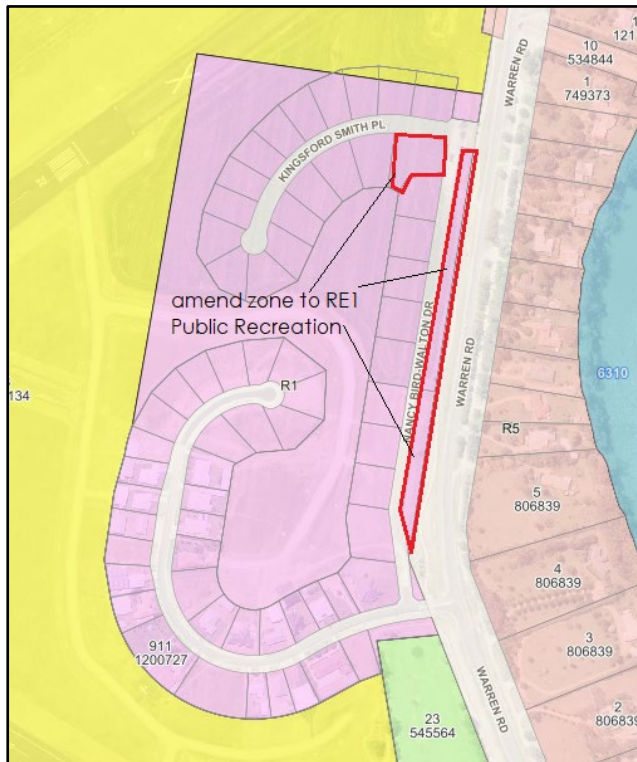 10
534844
1
749373
121
WARREN RD
KINGSFORD SMITH PL
amend zone to RE1
Public Recreation
NANCY BIRD-WALTON DR
WARREN RD
6310
134
R1
R5
5
806839
4
806839
911
1200727
3
806839
23
545564
WARREN RD
2
806839